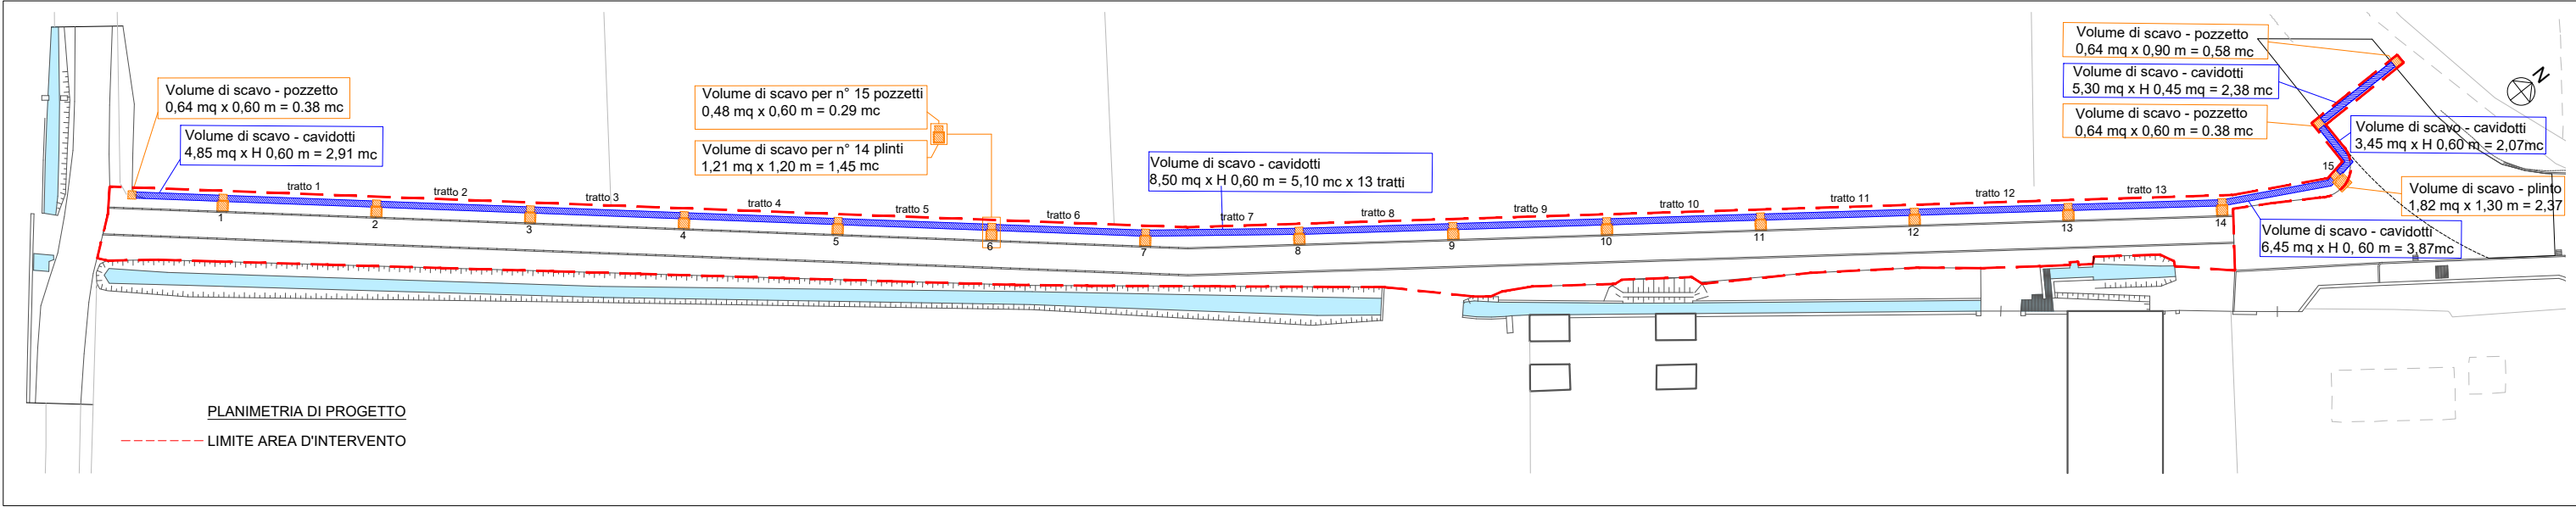 Volume di scavo - pozzetto
0,64 mq x 0,60 m = 0.38 mc
Volume di scavo - cavidotti
4,85 mq x H 0,60 m = 2,91 mc
Volume di scavo per n° 15 pozzetti
0,48 mq x 0,60 m = 0.29 mc
Volume di scavo per n° 14 plinti
1,21 mq x 1,20 m = 1,45 mc
Volume di scavo - cavidotti
8,50 mq x H 0,60 m = 5,10 mc x 13 tratti
Volume di scavo - pozzetto
0,64 mq x 0,90 m = 0,58 mc
Volume di scavo - cavidotti
5,30 mq x H 0,45 mq = 2,38 mc
Volume di scavo - pozzetto
0,64 mq x 0,60 m = 0.38 mc
Volume di scavo - cavidotti
3,45 mq x H 0,60 m = 2,07mc
Volume di scavo - plinto
1,82 mq x 1,30 m = 2,37
Volume di scavo - cavidotti
6,45 mq x H 0, 60 m = 3,87mc
N
tratto 1
tratto 2
tratto 3
tratto 4
tratto 5
tratto 6
tratto 7
tratto 8
tratto 9
tratto 10
tratto 11
tratto 12
tratto 13
1
2
3
4
5
6
7
8
9
10
11
12
13
14
15
PLANIMETRIA DI PROGETTO
LIMITE AREA D'INTERVENTO